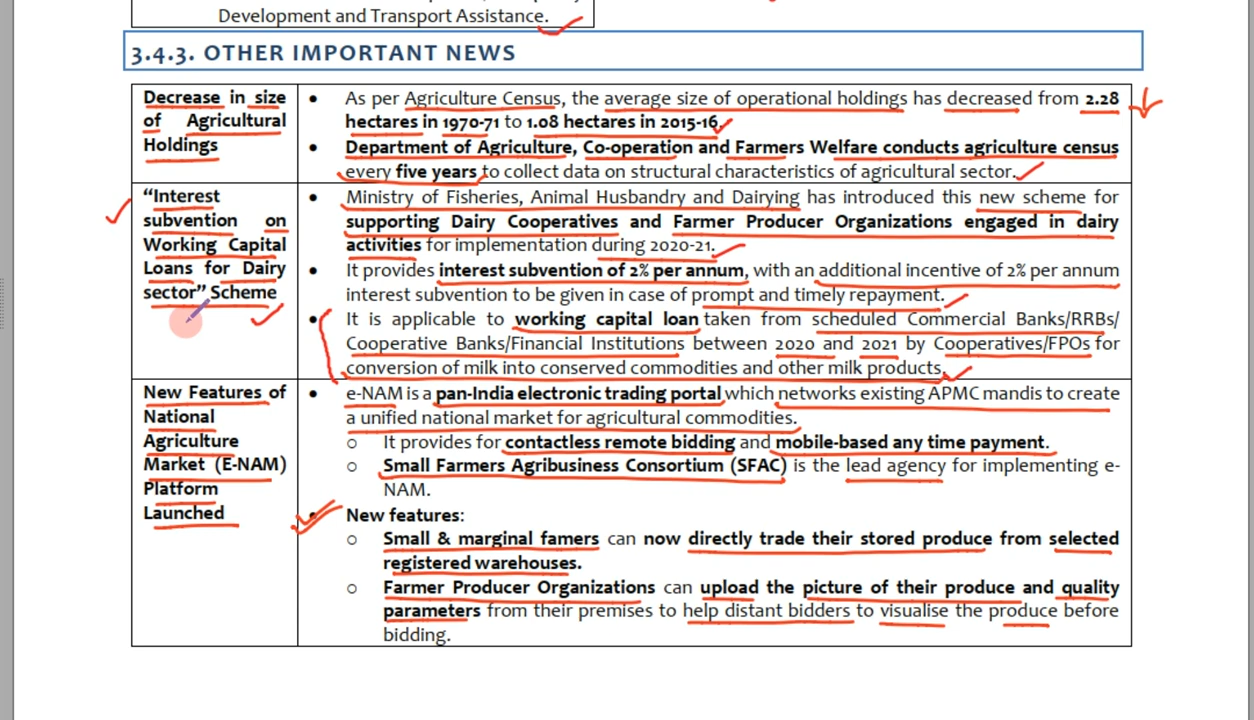 Development and Transport Assistance.
3.4.3. OTHER IMPORTANT NEWS
Decrease in size
of Agricultural
Holdings
• As per Agriculture Census, the average size of operational holdings has decreased from 2.28
hectares in 1970-71 to 1.08 hectares in 2015-16.
• Department of Agriculture, Co-operation and Farmers Welfare conducts agriculture census
every five years to collect data on structural characteristics of agricultural sector.
“Interest
subvention on
Working Capital
Loans for Dairy
sector” Scheme
• Ministry of Fisheries, Animal Husbandry and Dairying has introduced this new scheme for
supporting Dairy Cooperatives and Farmer Producer Organizations engaged in dairy
activities for implementation during 2020-21.
• It provides interest subvention of 2% per annum, with an additional incentive of 2% per annum
interest subvention to be given in case of prompt and timely repayment.
• It is applicable to working capital loan taken from scheduled Commercial Banks/RRBs/
Cooperative Banks/Financial Institutions between 2020 and 2021 by Cooperatives/FPOs for
conversion of milk into conserved commodities and other milk products.
New Features of
National
Agriculture
Market (E-NAM)
Platform
Launched
• e-NAM is a pan-India electronic trading portal which networks existing APMC mandis to create
a unified national market for agricultural commodities.
o It provides for contactless remote bidding and mobile-based any time payment.
o Small Farmers Agribusiness Consortium (SFAC) is the lead agency for implementing e-
NAM.
• New features:
o Small & marginal famers can now directly trade their stored produce from selected
registered warehouses.
o Farmer Producer Organizations can upload the picture of their produce and quality
parameters from their premises to help distant bidders to visualise the produce before
bidding.